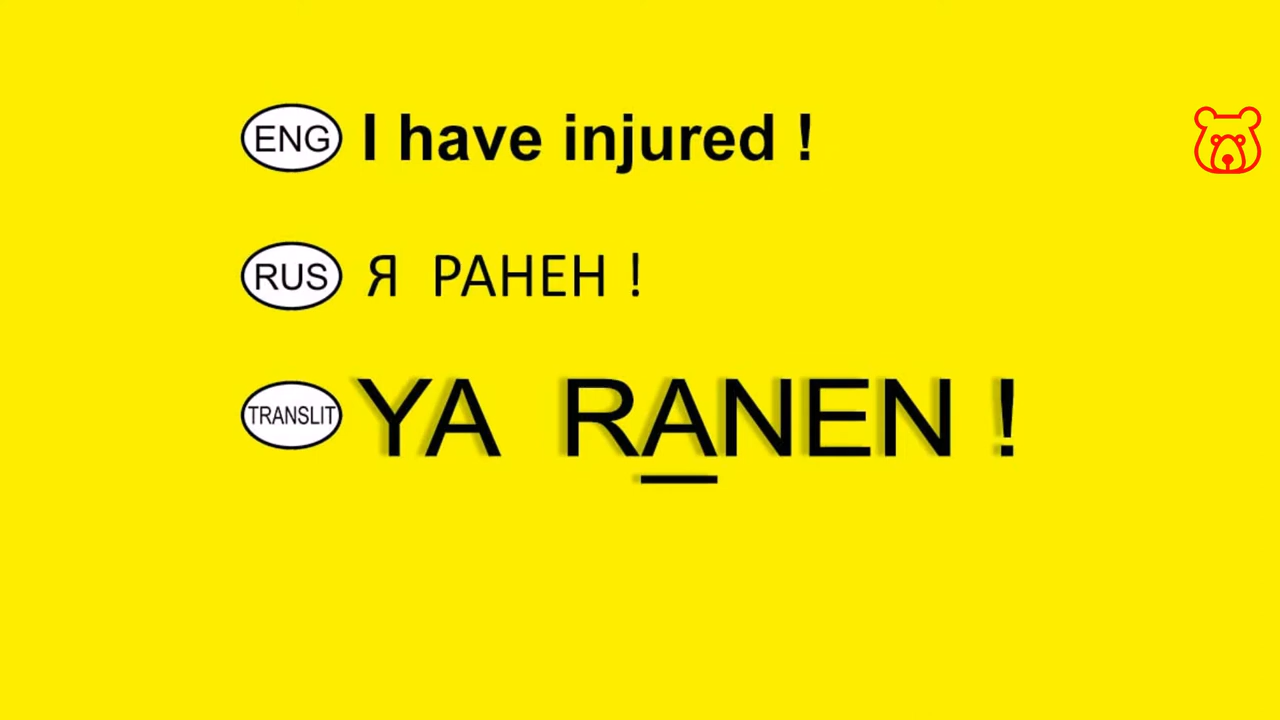 ENG I have injured !
RUS Я РАНЕН !
TRANSLIT YA RANEN !